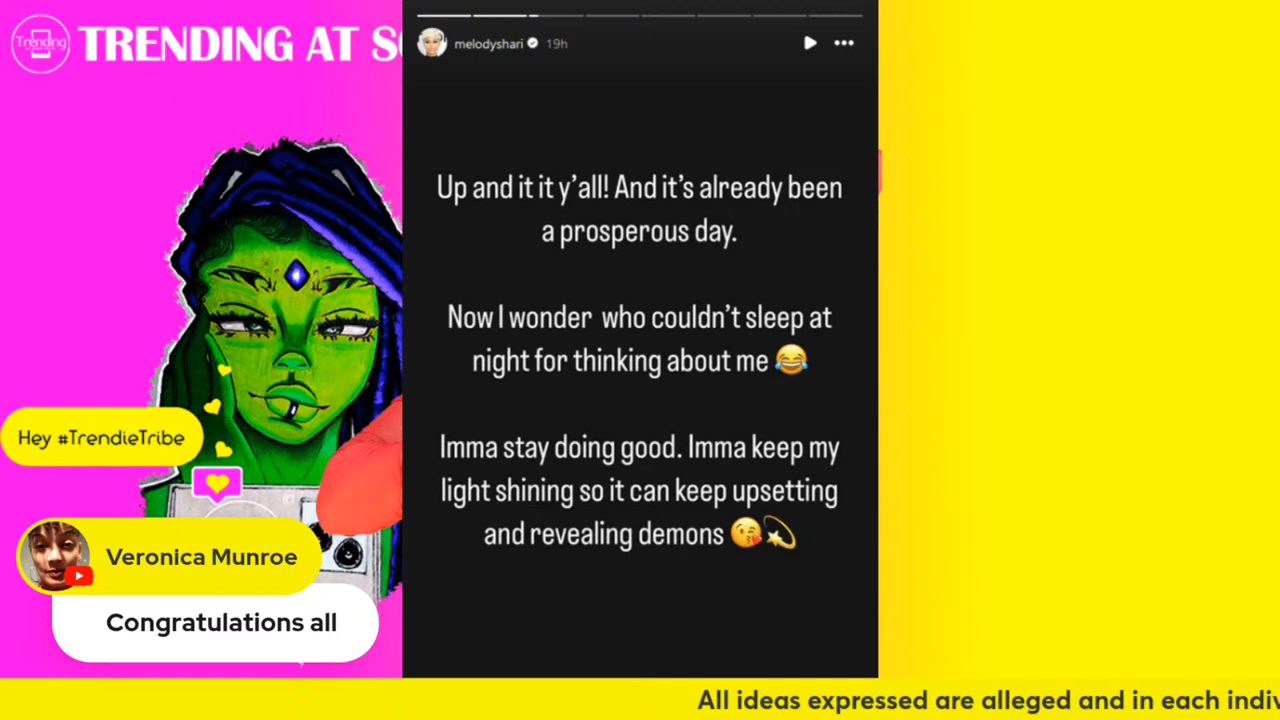 Trending
TRENDING AT S
melodyshari 19h
Up and it it y'all! And it's already been
a prosperous day.
Now I wonder who couldn't sleep at
night for thinking about me 😂
Imma stay doing good. Imma keep my
light shining so it can keep upsetting
and revealing demons 😘💫
Hey #TrendieTribe
Veronica Munroe
Congratulations all
All ideas expressed are alleged and in each indiv